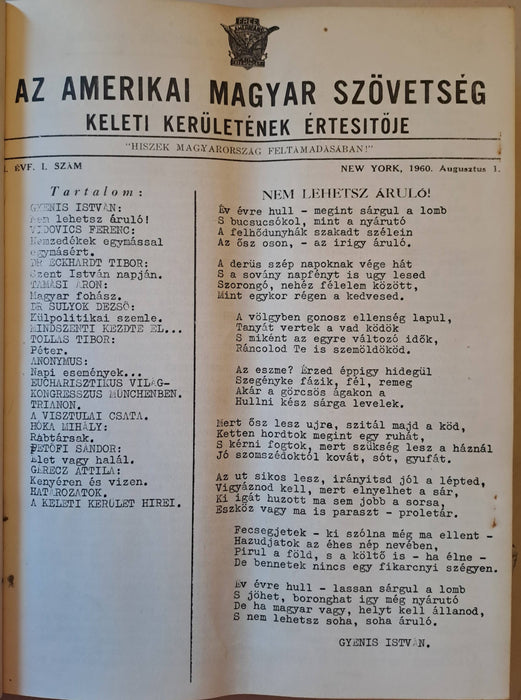 AZ AMERIKAI MAGYAR SZÖVETSÉG
KELETI KERÜLETÉNEK ÉRTESITŐJE
"HISZEK MAGYARORSZÁG FELTÁMADÁSÁBAN!"
ÉVF. I. SZÁM
NEW YORK, 1960. Augusztus 1.
Tartalom:
GYENIS ISTVÁN:
Nem lehetsz áruló!
VIDOVICS FERENC:
Nemzedékek egymással
egymásért.
DR ECKHARDT TIBOR:
Szent István napján.
TAMÁSI ÁRON:
Magyar fohász.
DR SULYOK DEZSŐ:
Külpolitikai szemle.
MINDSZENTI KEZDTE EL...
TOLLAS TIBOR:
Péter.
ANONYMUS:
Napi események...
EUCHARISZTIKUS VILÁG-
KONGRESSZUS MÜNCHENBEN.
TRIANON.
A VISZTULAI CSATA.
HÓKA MIHÁLY:
Rabtársak.
PETŐFI SÁNDOR:
Élet vagy halál.
GERECZ ATTILA:
Kenyéren és vizen.
HATÁROZATOK.
A KELETI KERÜLET HIREI.
NEM LEHETSZ ÁRULÓ!
Év évre hull - megint sárgul a lomb
S bucsucsókol, mint a nyárutó
A felhődunyhák szakadt szélein
Az ősz oson, - az irigy áruló.
A derüs szép napoknak vége hát
S a sovány napfényt is ugy lesed
Szorongó, nehéz félelem között,
Mint egykor régen a kedvesed.
A völgyben gonosz ellenség lapul,
Tanyát vertek a vad ködök
S miként az egyre változó idők,
Ráncolod Te is szemöldököd.
Az eszme? Érzed éppigy hidegül
Szegényke fázik, fél, remeg
Akár a görcsös ágakon a
Hullni kész sárga levelek.
Mert ősz lesz ujra, szitál majd a köd,
Ketten hordtok megint egy ruhát,
S kérni fogtok, mert szükség lesz a háznál
Jó szomszédoktól kovát, sót, gyufát.
Az ut sikos lesz, irányitsd jól a lépted,
Vigyáznod kell, mert elnyelhet a sár,
Ki igát huzott ma sem jobb a sorsa,
Eszköz vagy ma is paraszt - proletár.
Fecsegjetek - ki szólna még ma ellent -
Hazudjatok az éhes nép nevében,
Pirul a föld, s a költő is - ha élne -
De bennetek nincs egy fikarcnyi szégyen.
Év évre hull - lassan sárgul a lomb
S jöhet, boronghat igy még nyárutó
De ha magyar vagy, helyt kell állanod,
S nem lehetsz soha, soha áruló.
GYENIS ISTVÁN.